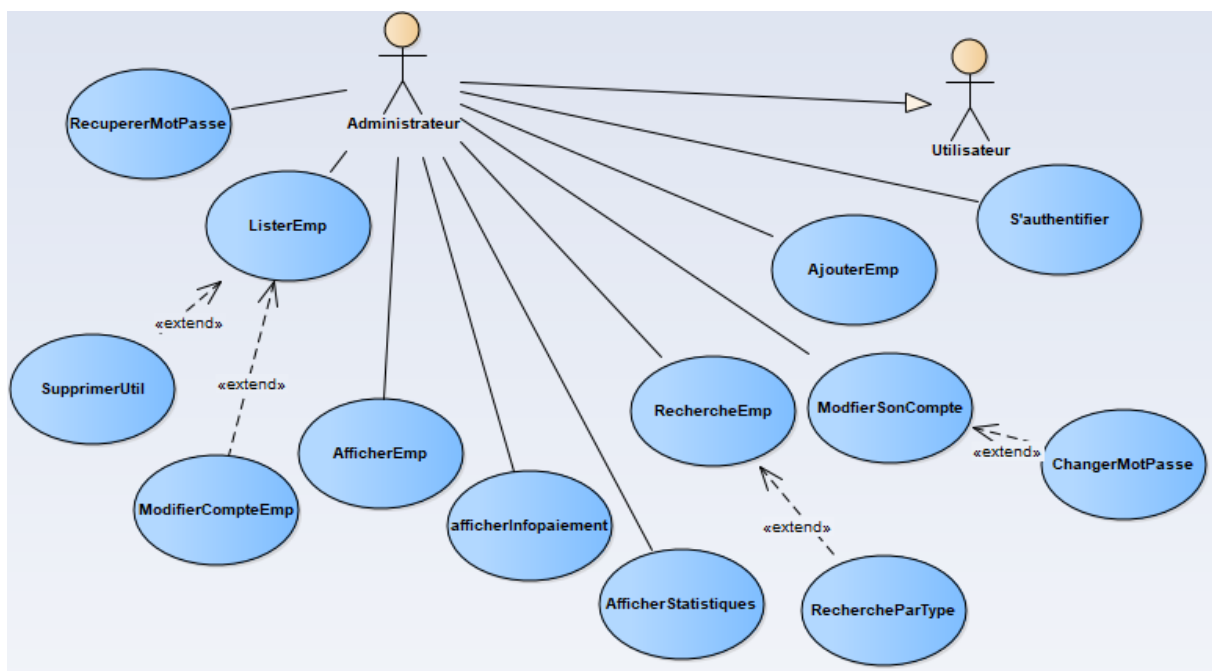 RecupererMotPasse
Administrateur
Utilisateur
ListerEmp
S'authentifier
AjouterEmp
«extend»
SupprimerUtil
«extend»
RechercheEmp
ModfierSonCompte
AfficherEmp
«extend»
ChangerMotPasse
ModifierCompteEmp
afficherInfopaiement
«extend»
AfficherStatistiques
RechercheParType